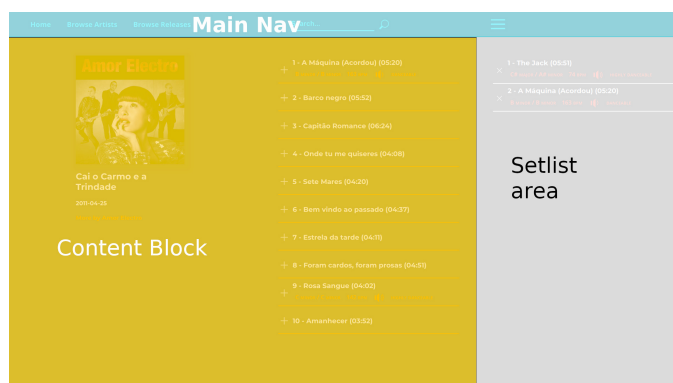 Home Browse Artists Browse Releases Main Nav
Amor Electro
Cai o Carmo e a
Trindade
2011-04-25
Content Block
1 - A Máquina (Acordou) (05:20)
2 - Barco negro (05:52)
3 - Capitão Romance (06:24)
4 - Onde tu me quiseres (04:08)
5 - Sete Mares (04:20)
6 - Bem vindo ao passado (04:37)
7 - Estrela da tarde (04:11)
8 - Foram cardos, foram prosas (04:51)
9 - Rosa Sangue (04:02)
10 - Amanhecer (03:52)
1 - The Jack (05:51)
2 - A Máquina (Acordou) (05:20)
Setlist
area